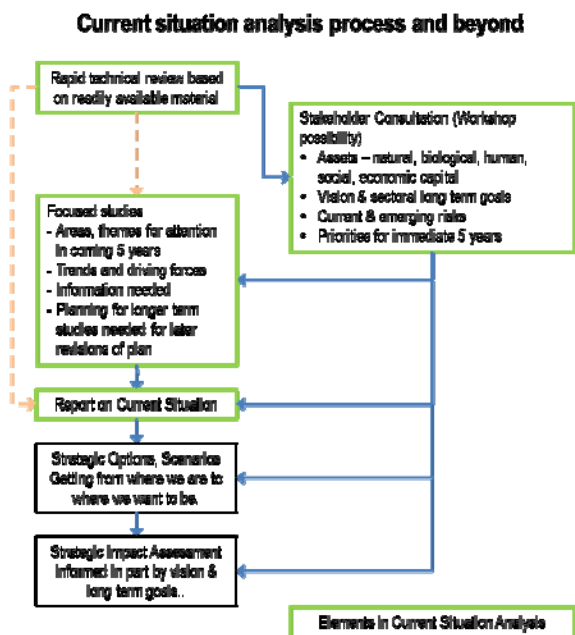 Current situation analysis process and beyond
Rapid technical review based
on readily available material
Stakeholder Consultation (Workshop
possibility)
• Assets – natural, biological, human,
social, economic capital
• Vision & sectoral long term goals
• Current & emerging risks
• Priorities for immediate 5 years
Focused studies
- Areas, themes for attention
in coming 5 years
- Trends and driving forces
- Information needed
- Planning for longer term
studies needed for later
revisions of plan
Report on Current Situation
Strategic Options, Scenarios
Getting from where we are to
where we want to be.
Strategic Impact Assessment
Informed in part by vision &
long term goals..
Elements in Current Situation Analysis